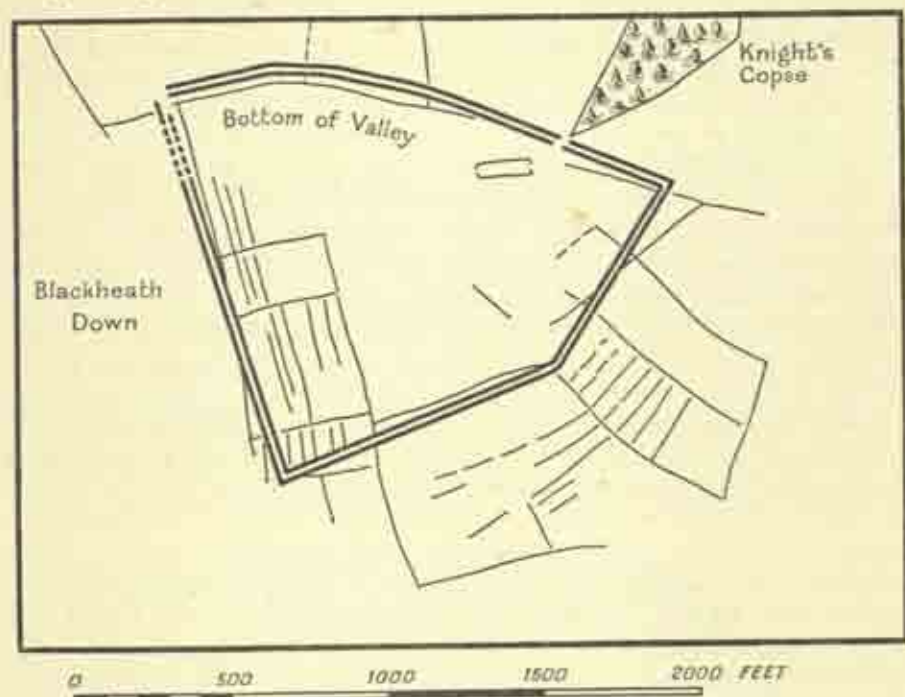 Knight's
Copse
Bottom of Valley
Blackheath
Down
0 500 1000 1500 2000 FEET